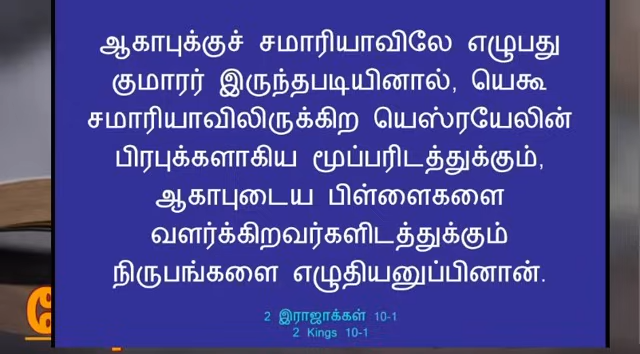 ஆகாபுக்குச் சமாரியாவிலே எழுபது
குமாரர் இருந்தபடியினால், யெகூ
சமாரியாவிலிருக்கிற யெஸ்ரயேலின்
பிரபுக்களாகிய மூப்பரிடத்துக்கும்,
ஆகாபுடைய பிள்ளைகளை
வளர்க்கிறவர்களிடத்துக்கும்
நிருபங்களை எழுதியனுப்பினான்.
2 இராஜாக்கள் 10-1
2 Kings 10-1